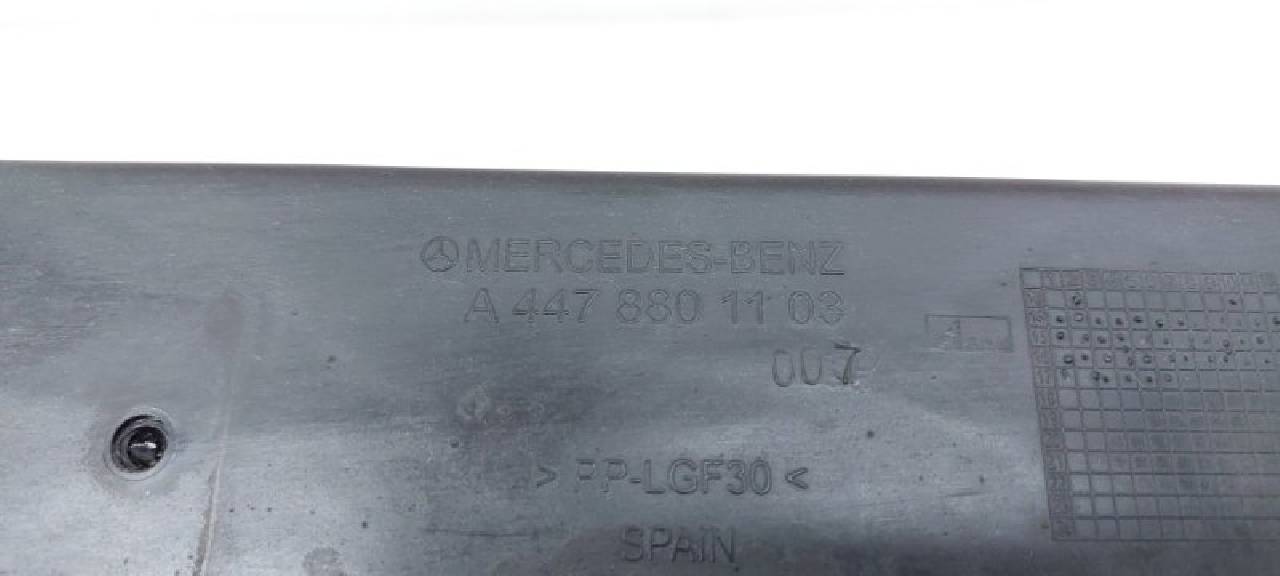 MERCEDES-BENZ
A 447 880 11 03
007
> PP-LGF30 <
SPAIN